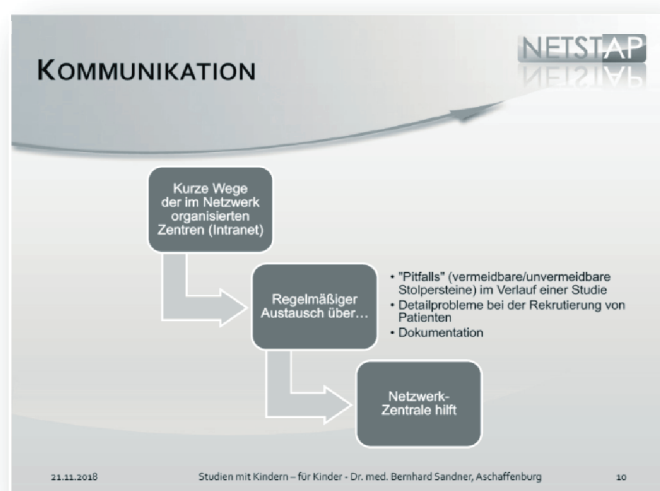 NETSTAP
KOMMUNIKATION
Kurze Wege
der im Netzwerk
organisierten
Zentren (Intranet)
Regelmäßiger
Austausch über...
• "Pitfalls" (vermeidbare/unvermeidbare
Stolpersteine) im Verlauf einer Studie
• Detailprobleme bei der Rekrutierung von
Patienten
• Dokumentation
Netzwerk-
Zentrale hilft
21.11.2018 Studien mit Kindern – für Kinder - Dr. med. Bernhard Sandner, Aschaffenburg 10